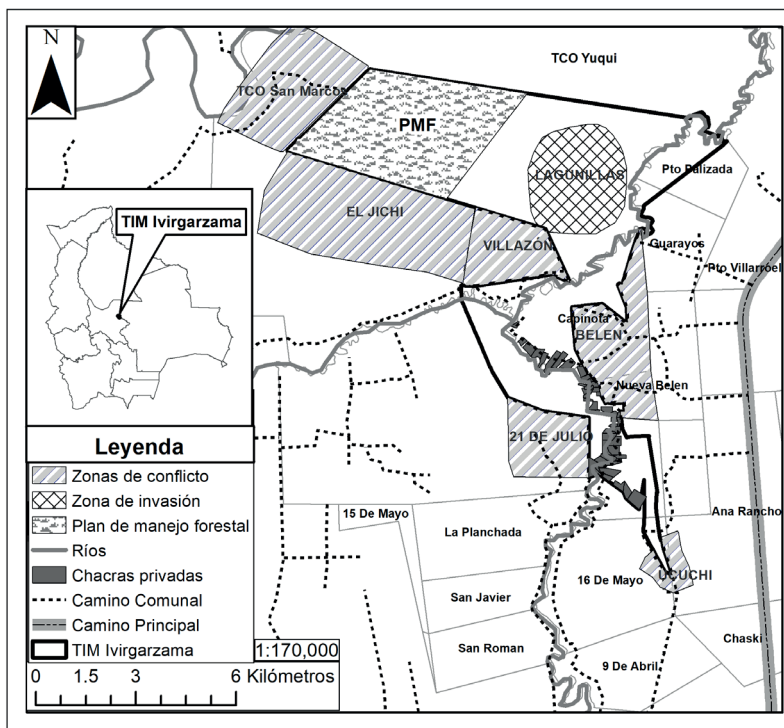 N
TCO Yuqui
TCO San Marcos
PMF
LAGUNILLAS
Pto Palizada
EL JICHI
VILLAZÓN
Guarayos
Pto Villarroel
TIM Ivirgarzama
Capinota
BELEN
Nueva Belen
21 DE JULIO
15 De Mayo
La Planchada
Ana Rancho
16 De Mayo
UCUCHI
San Javier
San Roman
9 De Abril
Chaski
Leyenda
Zonas de conflicto
Zona de invasión
Plan de manejo forestal
Ríos
Chacras privadas
Camino Comunal
Camino Principal
TIM Ivirgarzama
1:170,000
0 1.5 3 6 Kilómetros